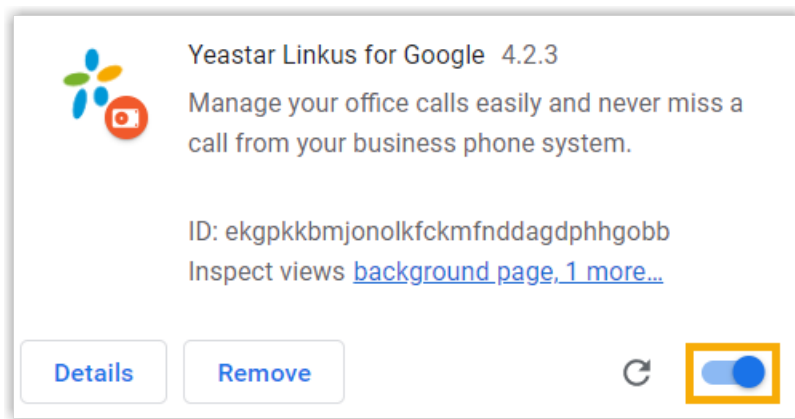 Yeastar Linkus for Google 4.2.3
Manage your office calls easily and never miss a
call from your business phone system.
ID: ekgpkkbmjonolkfckmfnddagdphhgobb
Inspect views background page, 1 more…
Details Remove